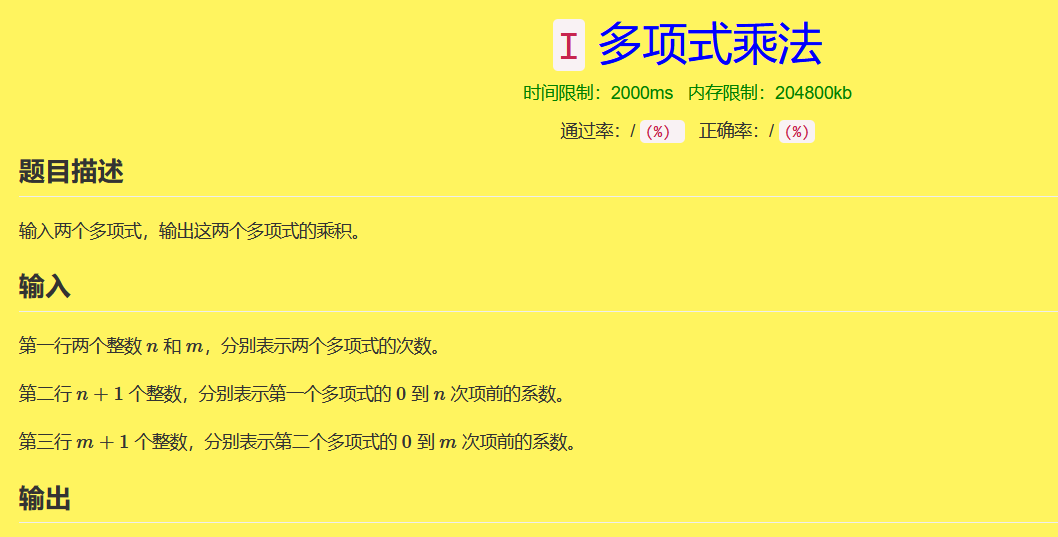 I 多项式乘法
时间限制：2000ms 内存限制：204800kb
通过率：/ (%) 正确率：/ (%)
题目描述
输入两个多项式，输出这两个多项式的乘积。
输入
第一行两个整数 n 和 m，分别表示两个多项式的次数。
第二行 n + 1 个整数，分别表示第一个多项式的 0 到 n 次项前的系数。
第三行 m + 1 个整数，分别表示第二个多项式的 0 到 m 次项前的系数。
输出